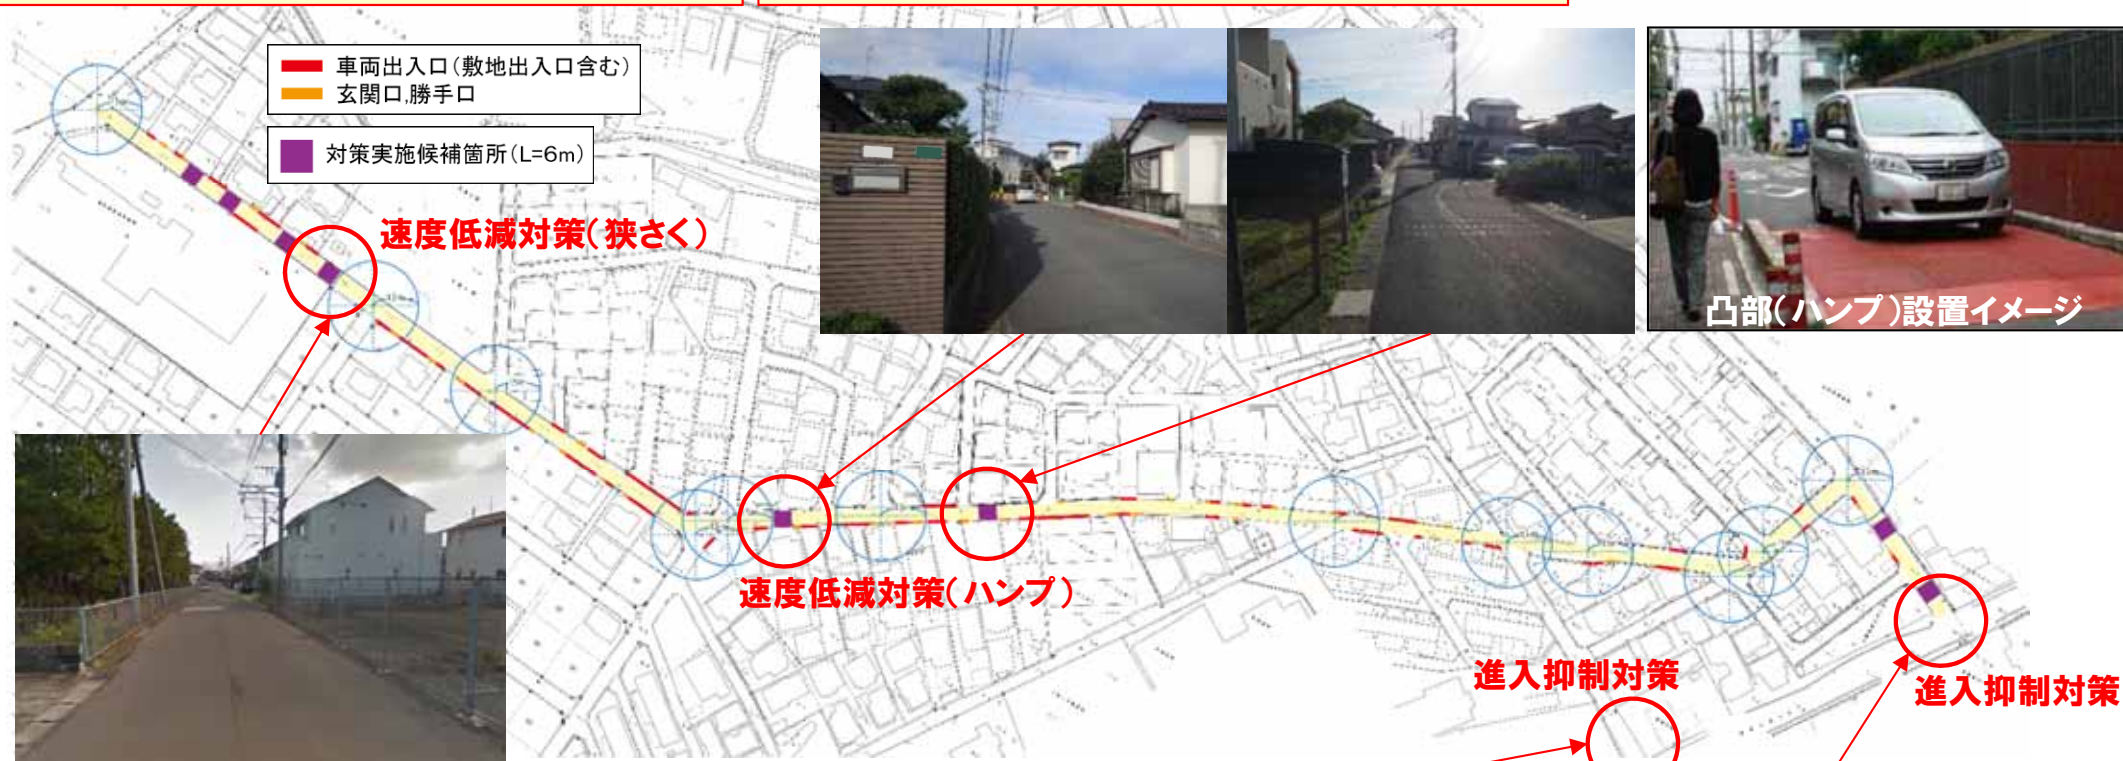 車両出入口(敷地出入口含む)
玄関口,勝手口
対策実施候補箇所(L=6m)
速度低減対策(狭さく)
凸部(ハンプ)設置イメージ
速度低減対策(ハンプ)
進入抑制対策
進入抑制対策